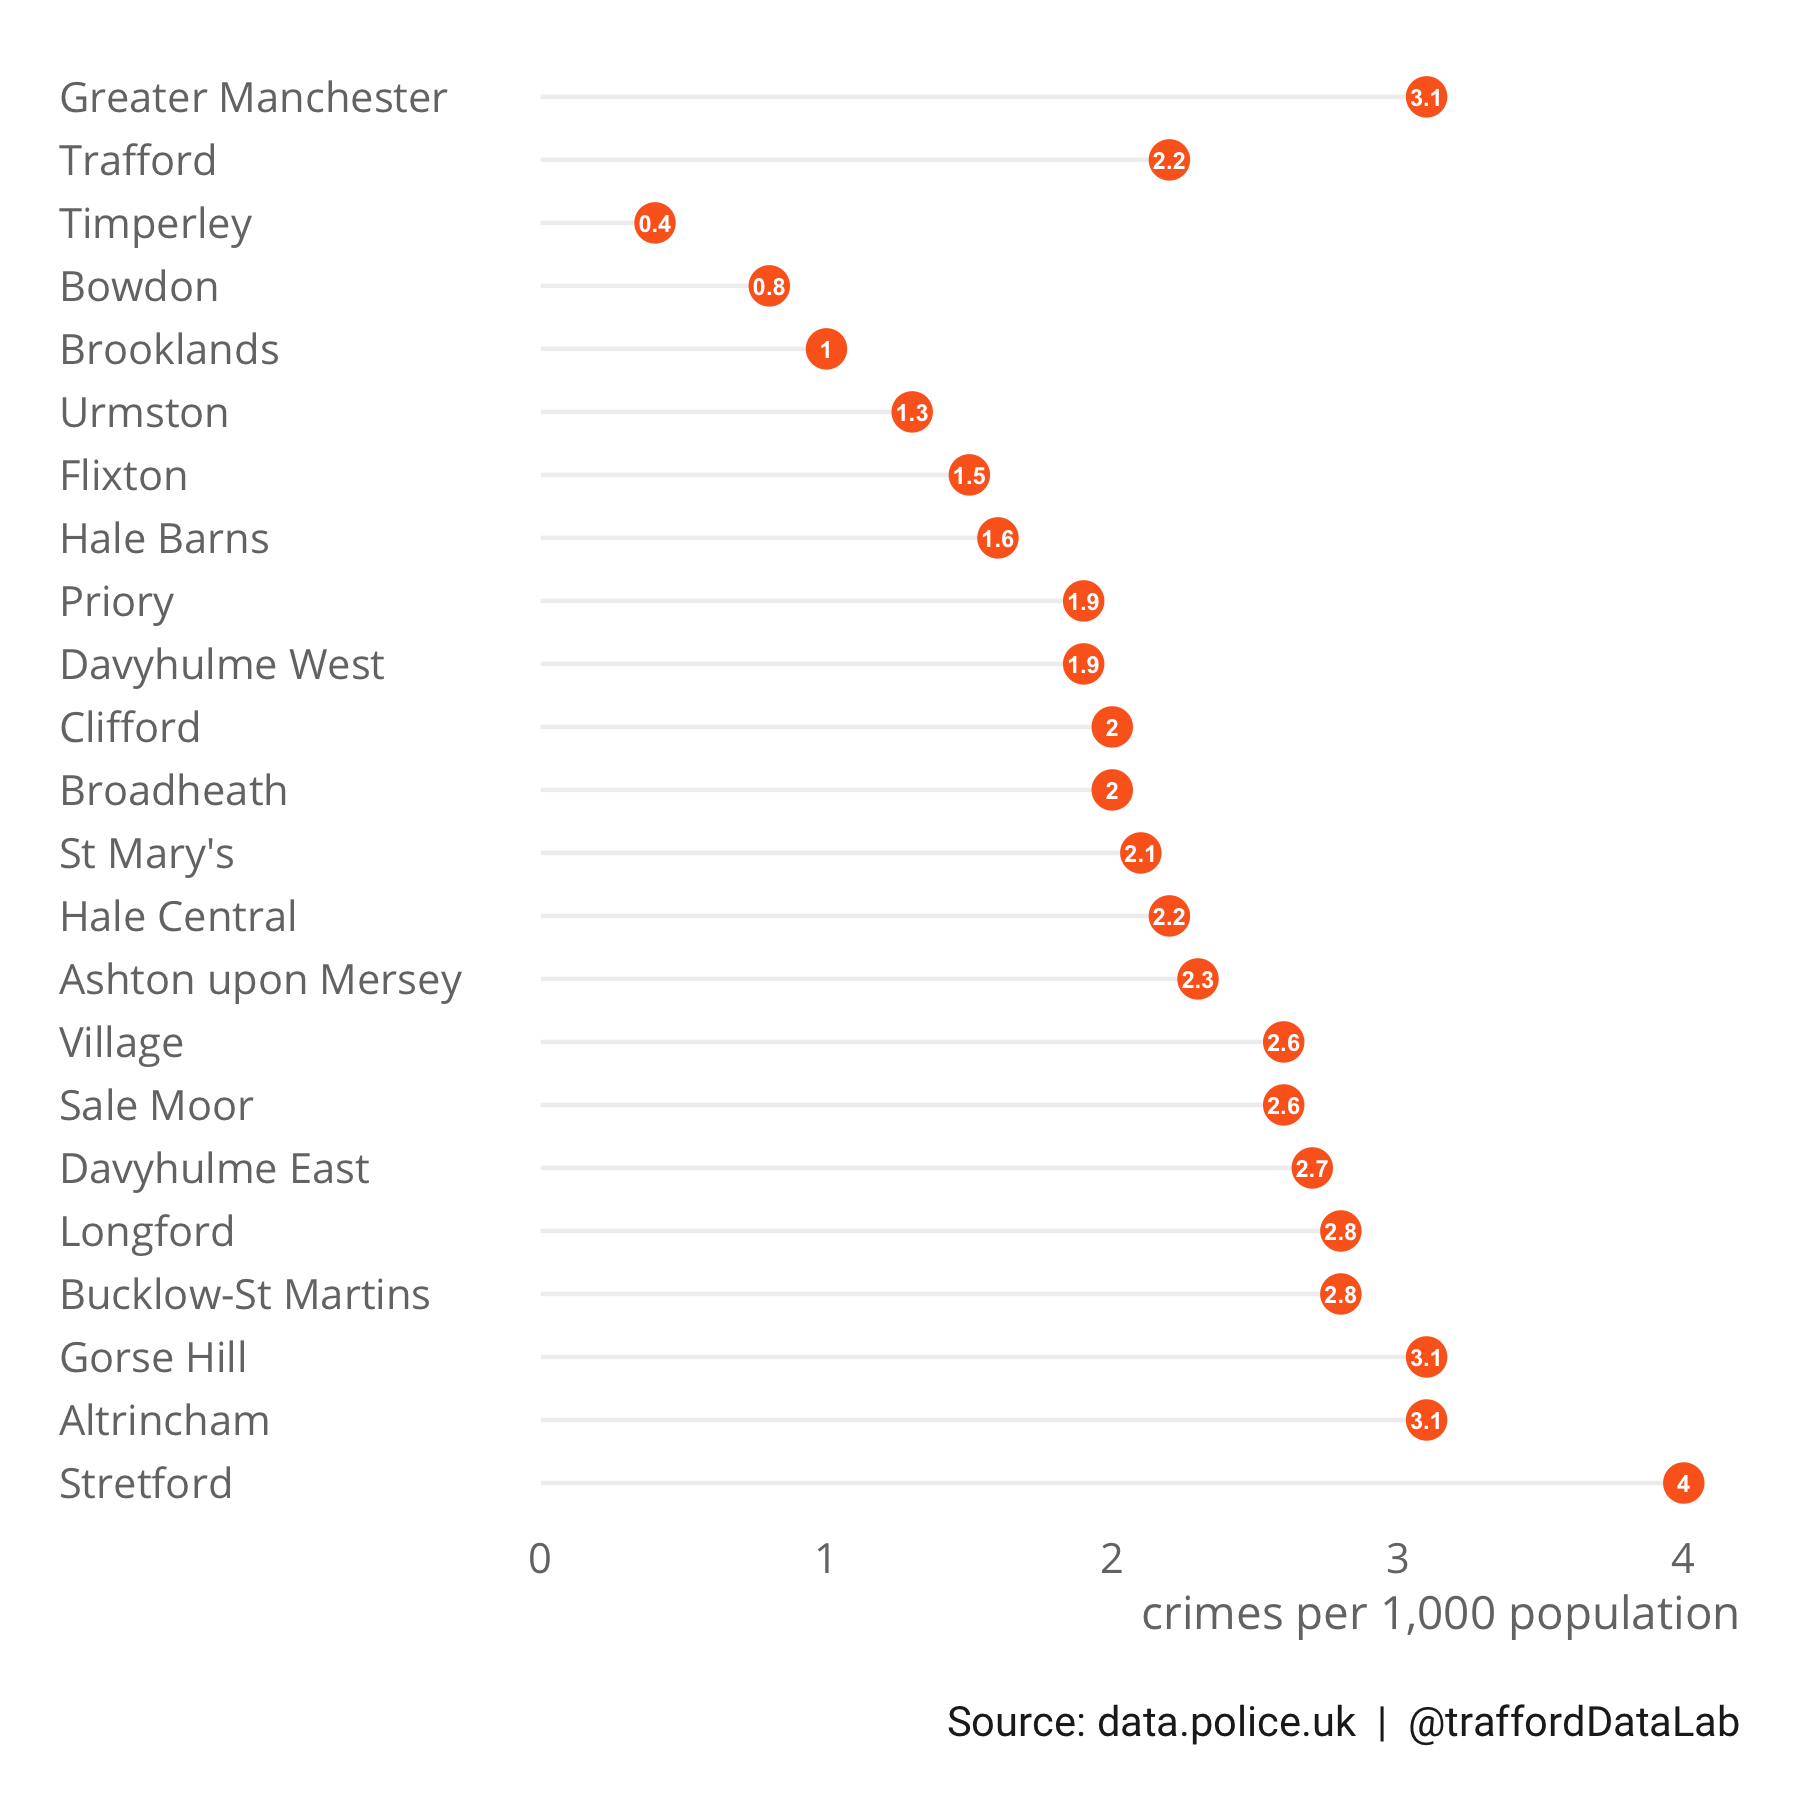 Greater Manchester 3.1
Trafford 2.2
Timperley 0.4
Bowdon 0.8
Brooklands 1
Urmston 1.3
Flixton 1.5
Hale Barns 1.6
Priory 1.9
Davyhulme West 1.9
Clifford 2
Broadheath 2
St Mary's 2.1
Hale Central 2.2
Ashton upon Mersey 2.3
Village 2.6
Sale Moor 2.6
Davyhulme East 2.7
Longford 2.8
Bucklow-St Martins 2.8
Gorse Hill 3.1
Altrincham 3.1
Stretford 4
0 1 2 3 4
crimes per 1,000 population
Source: data.police.uk | @traffordDataLab